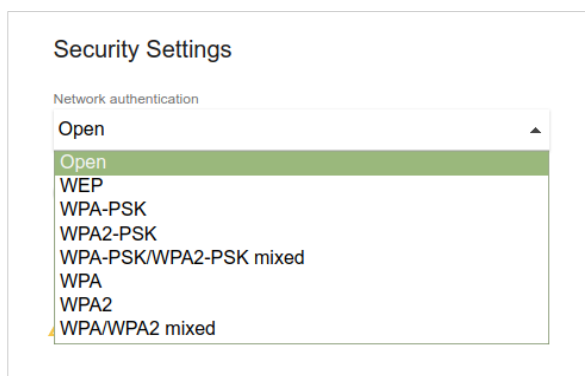 Security Settings
Network authentication
Open
Open
WEP
WPA-PSK
WPA2-PSK
WPA-PSK/WPA2-PSK mixed
WPA
WPA2
WPA/WPA2 mixed